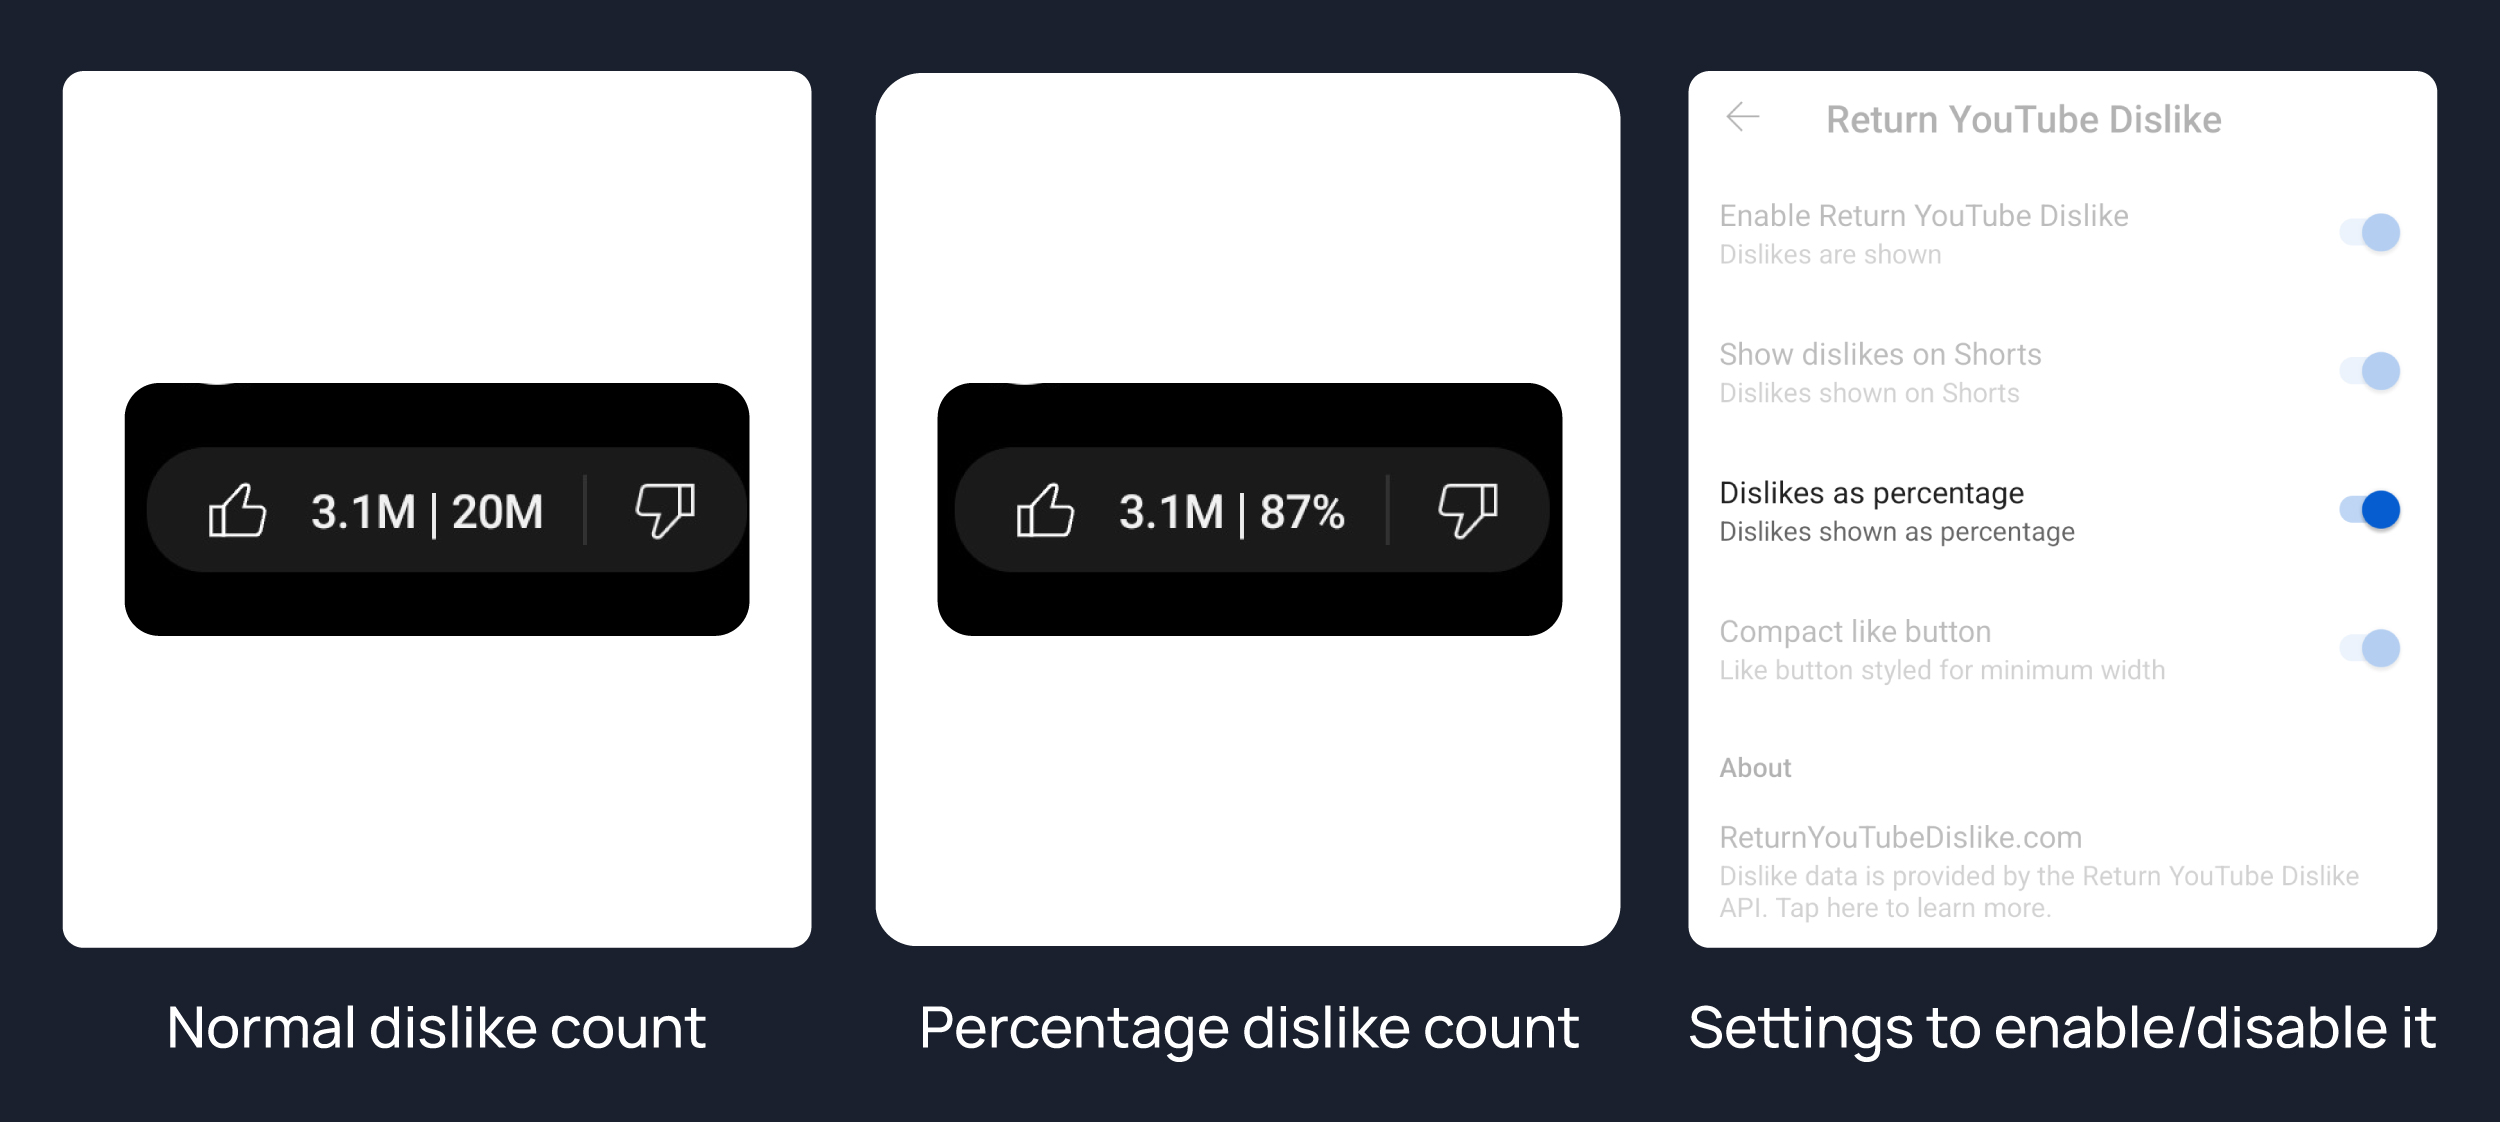 3.1M | 20M
Normal dislike count
3.1M | 87%
Percentage dislike count
Return YouTube Dislike
Enable Return YouTube Dislike
Dislikes are shown
Show dislikes on Shorts
Dislikes shown on Shorts
Dislikes as percentage
Dislikes shown as percentage
Compact like button
Like button styled for minimum width
About
ReturnYouTubeDislike.com
Dislike data is provided by the Return YouTube Dislike
API. Tap here to learn more.
Settings to enable/disable it